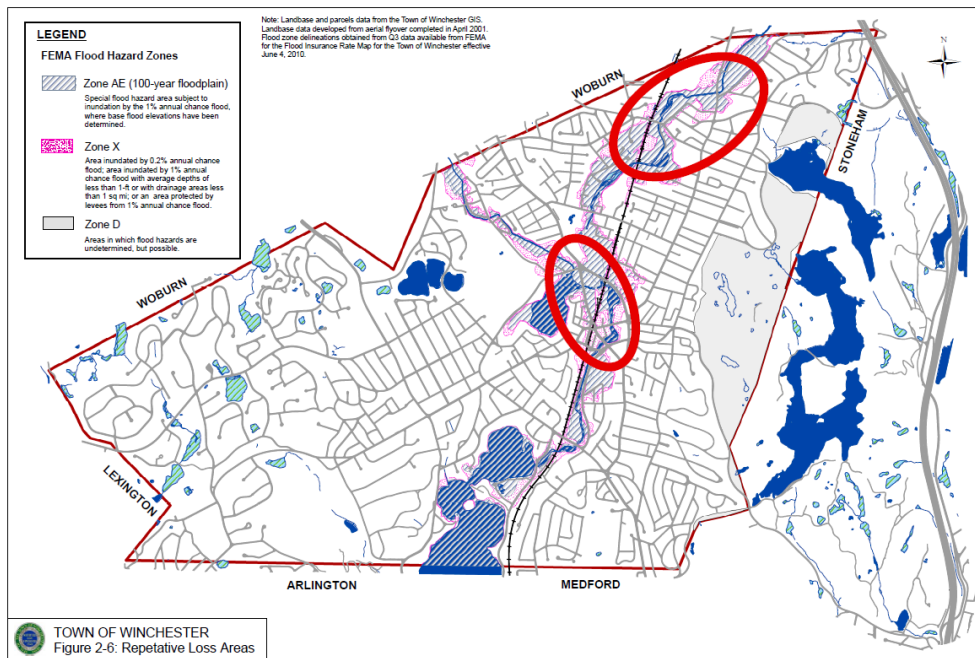 LEGEND
FEMA Flood Hazard Zones
Zone AE (100-year floodplain)
Special flood hazard area subject to
inundation by the 1% annual chance flood,
where base flood elevations have been
determined.
Zone X
Area inundated by 0.2% annual chance
flood; area inundated by 1% annual
chance flood with average depths of
less than 1-ft or with drainage areas less
than 1 sq mi; or an area protected by
levees from 1% annual chance flood.
Zone D
Areas in which flood hazards are
undetermined, but possible.
Note: Landbase and parcels data from the Town of Winchester GIS.
Landbase data developed from aerial flyover completed in April 2001.
Flood zone delineations obtained from Q3 data available from FEMA
for the Flood Insurance Rate Map for the Town of Winchester effective
June 4, 2010.
N
WOBURN
STONEHAM
WOBURN
LEXINGTON
ARLINGTON
MEDFORD
TOWN OF WINCHESTER
Figure 2-6: Repetative Loss Areas